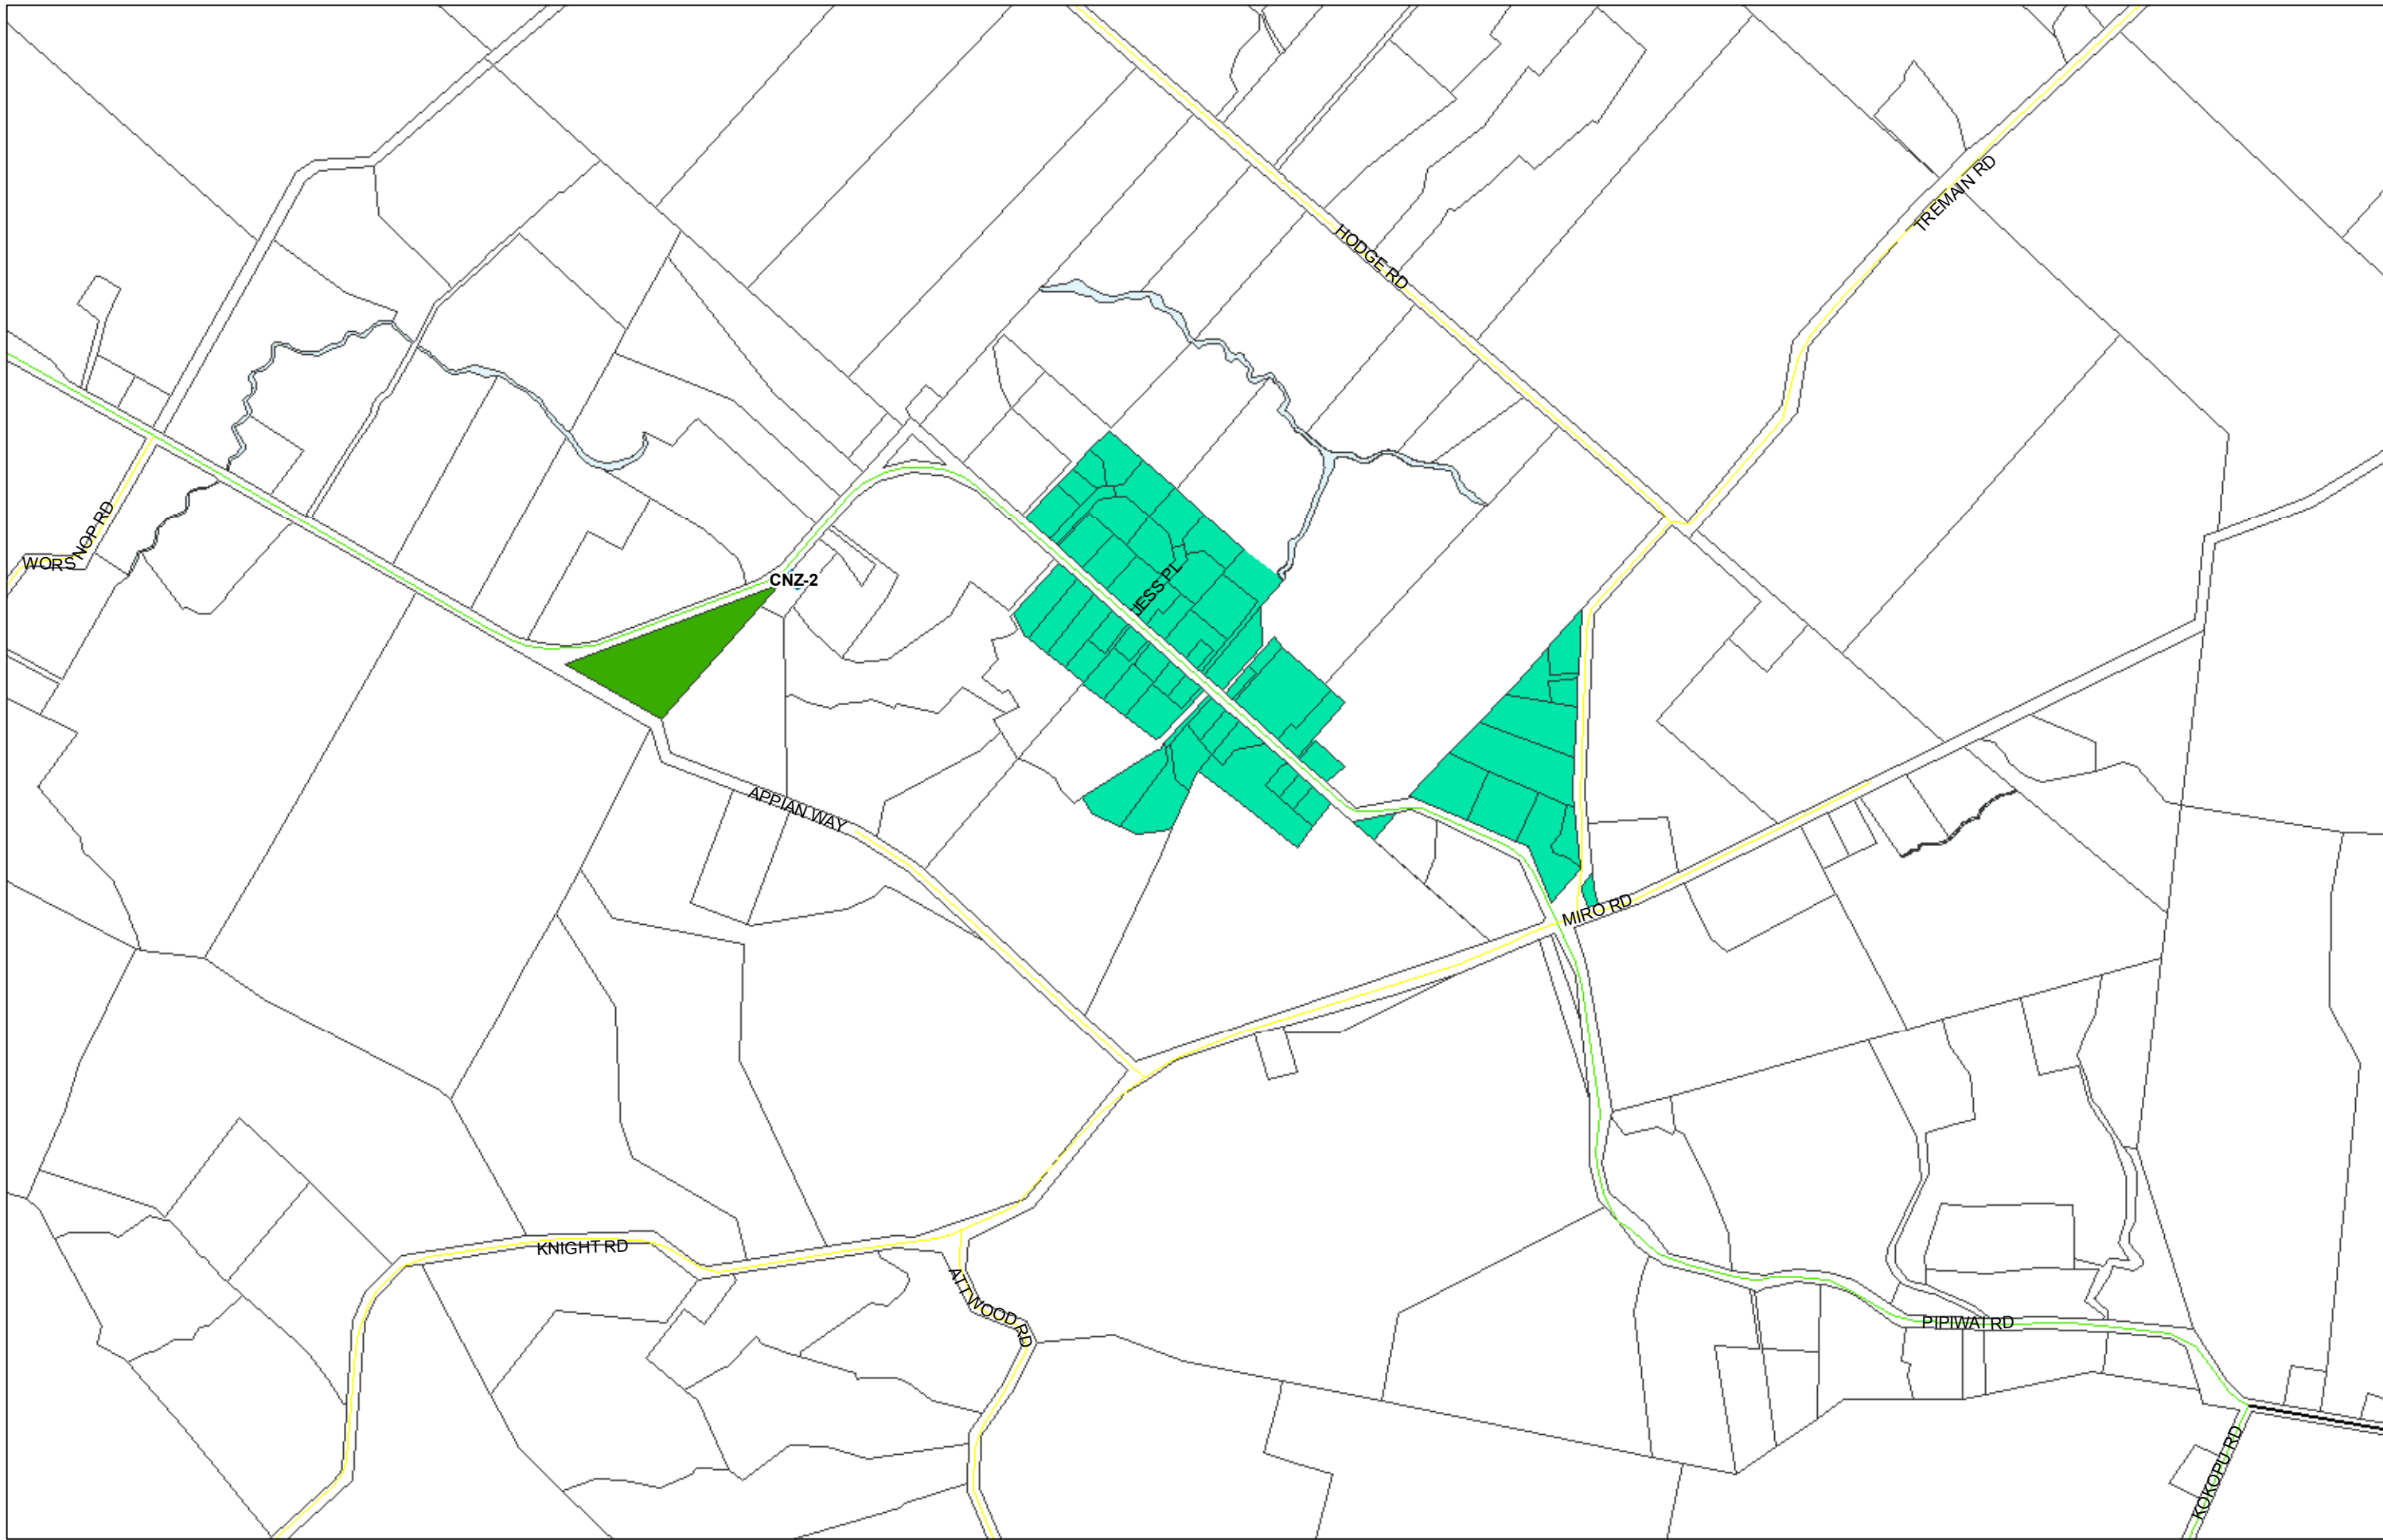 TREMAIN RD
HODGE RD
WORSNOP RD
CNZ-2
JESS PL
APPIAN WAY
MIRO RD
KNIGHT RD
ATTWOOD RD
PIPIWAI RD
KOKOPU RD